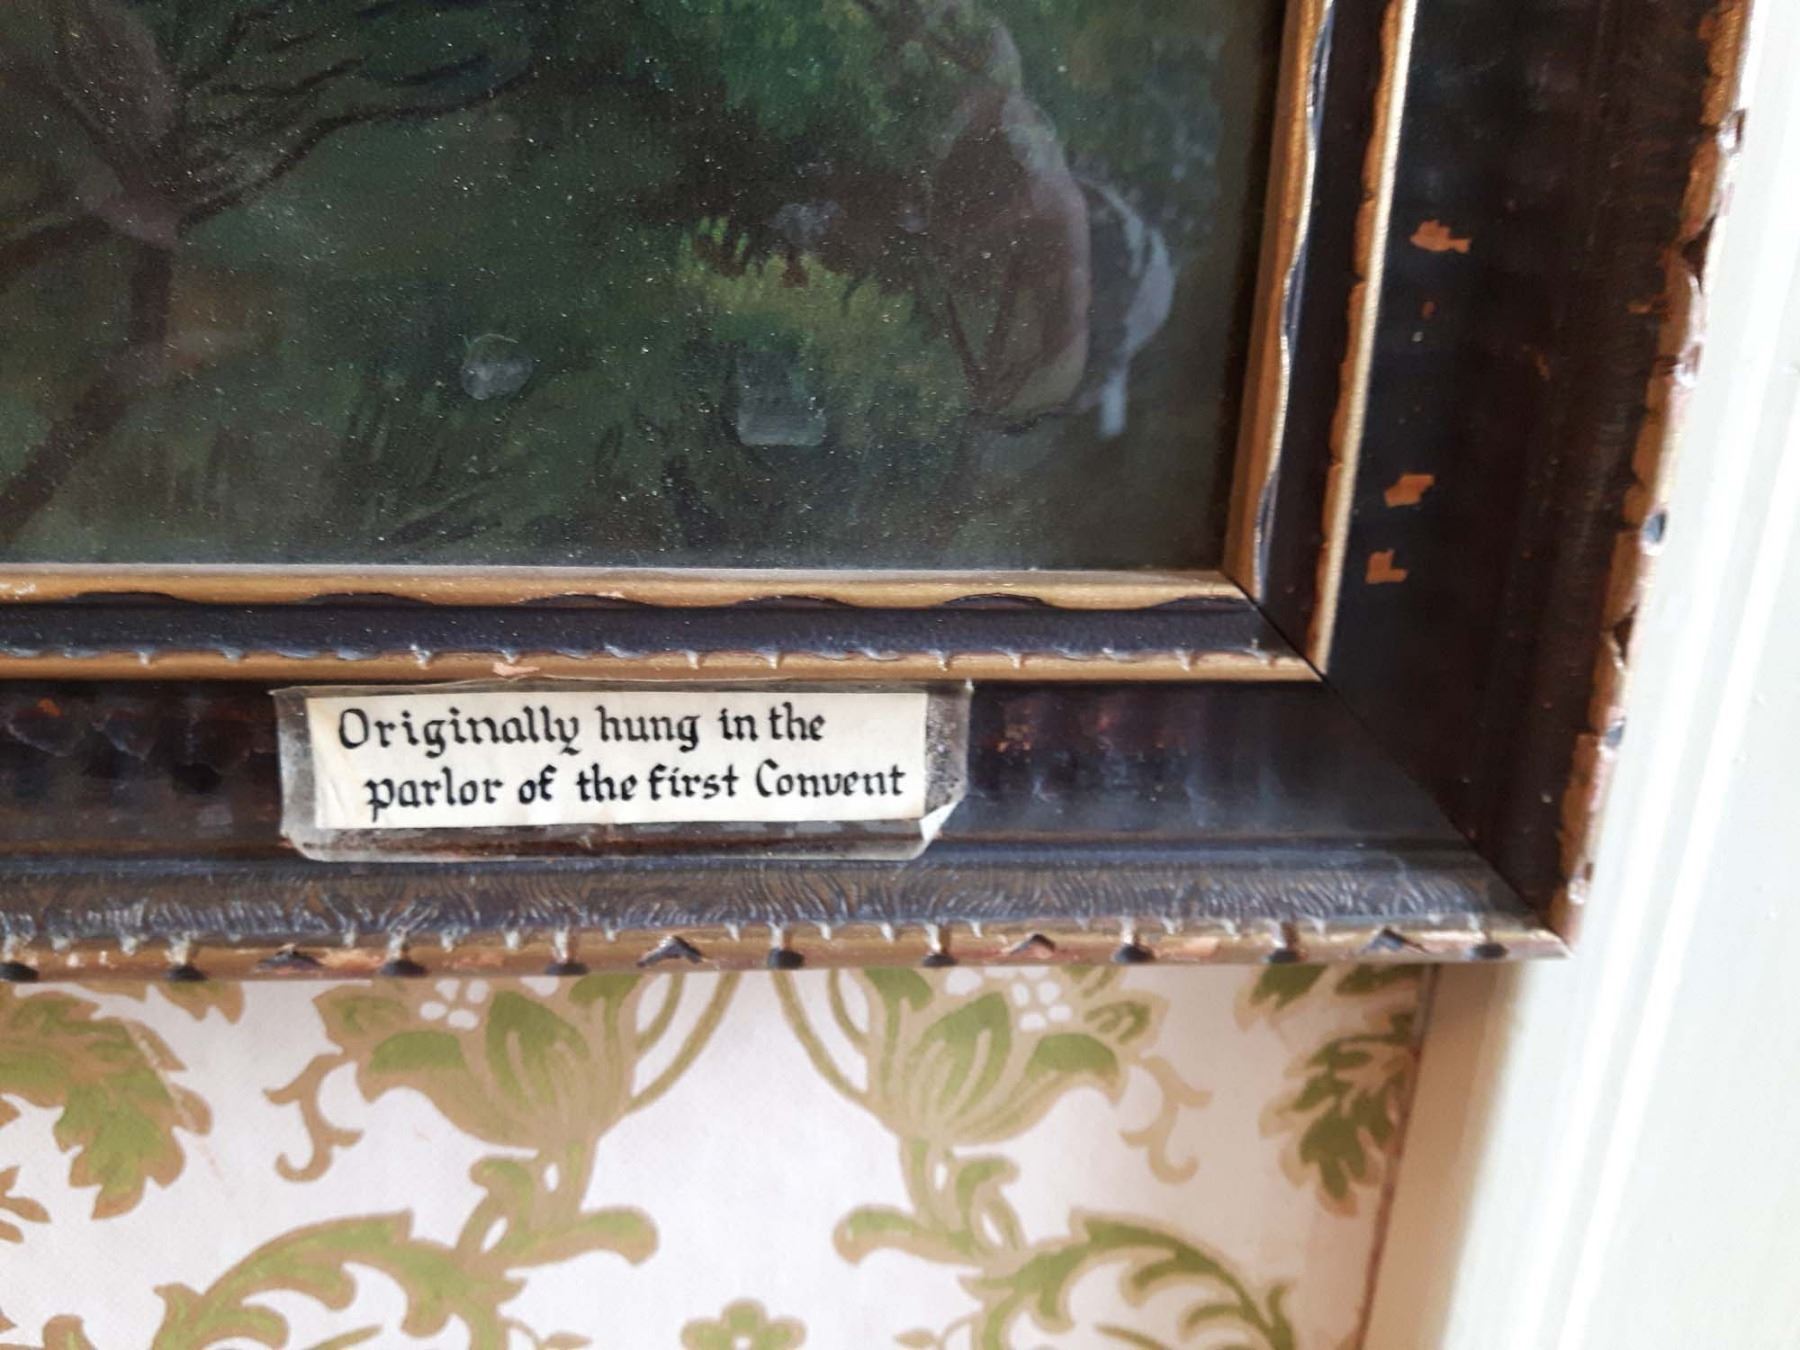 Originally hung in the
parlor of the first Convent